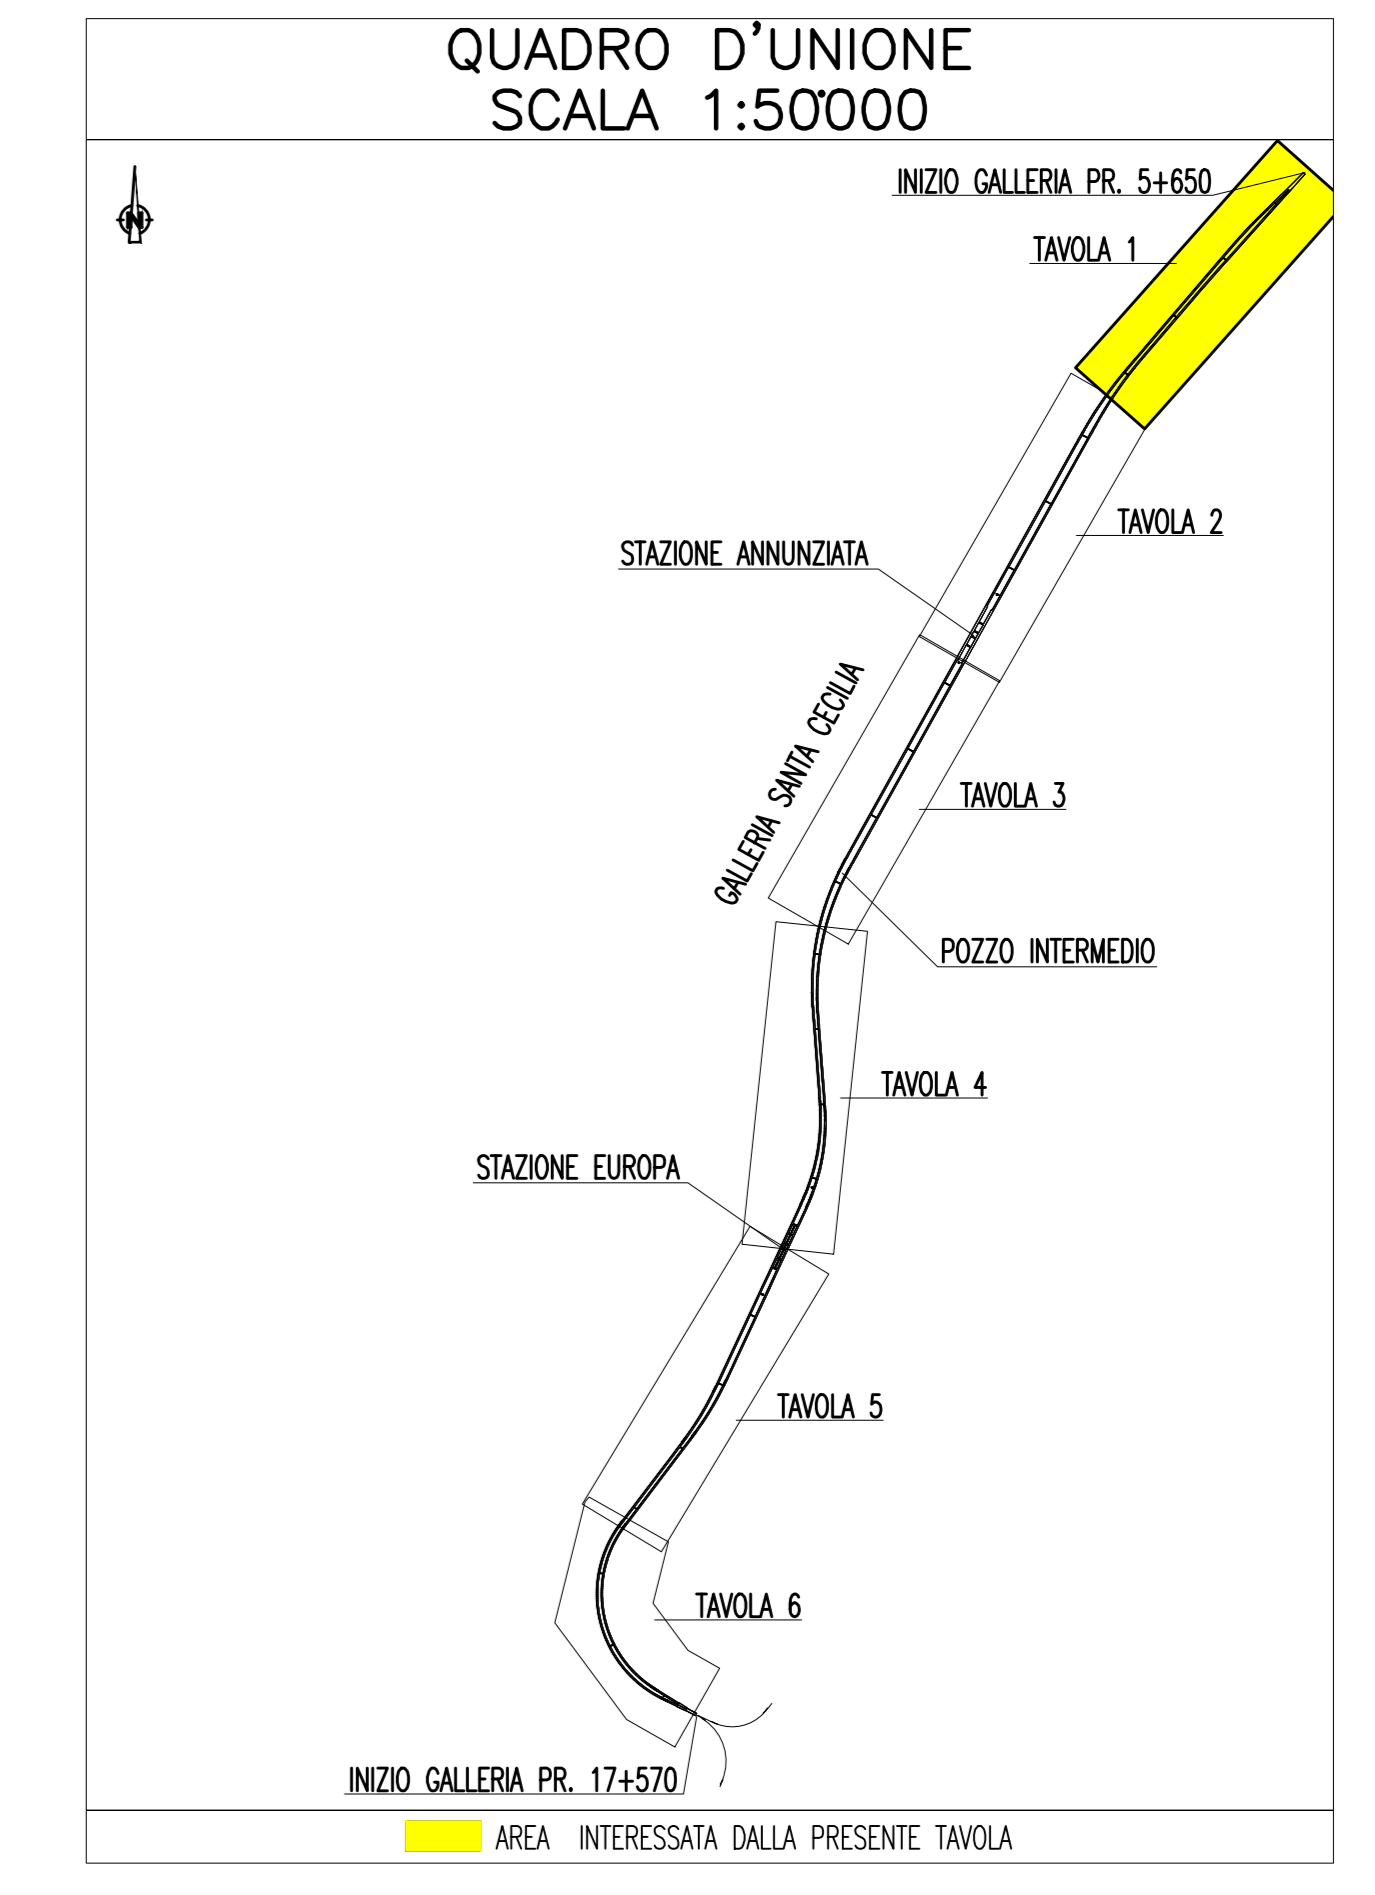 QUADRO D'UNIONE
SCALA 1:50'000
N
INIZIO GALLERIA PR. 5+650
TAVOLA 1
TAVOLA 2
STAZIONE ANNUNZIATA
GALLERIA SANTA CECILIA
TAVOLA 3
POZZO INTERMEDIO
TAVOLA 4
STAZIONE EUROPA
TAVOLA 5
TAVOLA 6
INIZIO GALLERIA PR. 17+570
AREA INTERESSATA DALLA PRESENTE TAVOLA